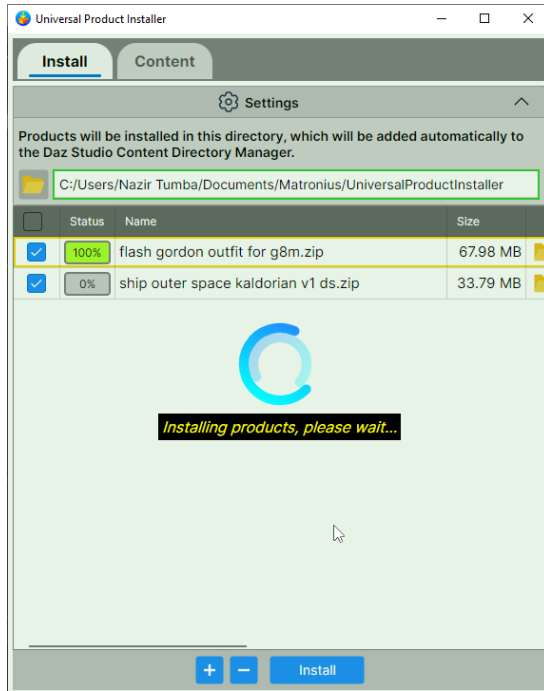 Universal Product Installer
Install
Content
Settings
Products will be installed in this directory, which will be added automatically to
the Daz Studio Content Directory Manager.
C:/Users/Nazir Tumba/Documents/Matronius/UniversalProductInstaller
Status Name Size
100% flash gordon outfit for g8m.zip 67.98 MB
0% ship outer space kaldorian v1 ds.zip 33.79 MB
Installing products, please wait...
+ − Install